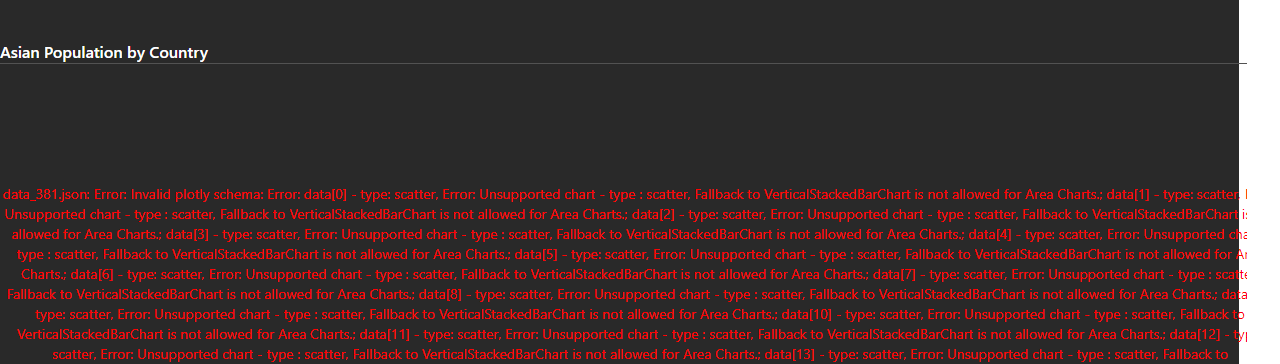 Asian Population by Country
data_381.json: Error: Invalid plotly schema: Error: data[0] - type: scatter, Error: Unsupported chart - type : scatter, Fallback to VerticalStackedBarChart is not allowed for Area Charts.; data[1] - type: scatter,
Unsupported chart - type : scatter, Fallback to VerticalStackedBarChart is not allowed for Area Charts.; data[2] - type: scatter, Error: Unsupported chart - type : scatter, Fallback to VerticalStackedBarChart
allowed for Area Charts.; data[3] - type: scatter, Error: Unsupported chart - type : scatter, Fallback to VerticalStackedBarChart is not allowed for Area Charts.; data[4] - type: scatter, Error: Unsupported
type : scatter, Fallback to VerticalStackedBarChart is not allowed for Area Charts.; data[5] - type: scatter, Error: Unsupported chart - type : scatter, Fallback to VerticalStackedBarChart is not allowed for
Charts.; data[6] - type: scatter, Error: Unsupported chart - type : scatter, Fallback to VerticalStackedBarChart is not allowed for Area Charts.; data[7] - type: scatter, Error: Unsupported chart - type :
Fallback to VerticalStackedBarChart is not allowed for Area Charts.; data[8] - type: scatter, Error: Unsupported chart - type : scatter, Fallback to VerticalStackedBarChart is not allowed for Area Charts.; data
type: scatter, Error: Unsupported chart - type : scatter, Fallback to VerticalStackedBarChart is not allowed for Area Charts.; data[10] - type: scatter, Error: Unsupported chart - type : scatter, Fallback to
VerticalStackedBarChart is not allowed for Area Charts.; data[11] - type: scatter, Error: Unsupported chart - type : scatter, Fallback to VerticalStackedBarChart is not allowed for Area Charts.; data[12] -
scatter, Error: Unsupported chart - type : scatter, Fallback to VerticalStackedBarChart is not allowed for Area Charts.; data[13] - type: scatter, Error: Unsupported chart - type : scatter, Fallback to